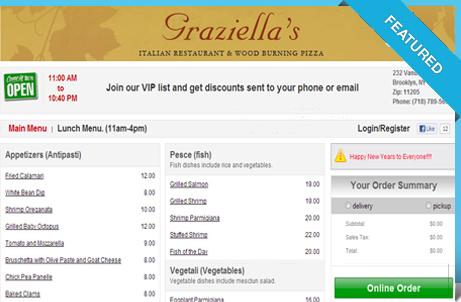 FEATURED
Graziella's
ITALIAN RESTAURANT & WOOD BURNING PIZZA
Come in We're
OPEN
11:00 AM
to
10:40 PM
Join our VIP list and get discounts sent to your phone or email
232
Brooklyn, NY
Zip: 11205
Phone: (718) 789-
Main Menu | Lunch Menu. (11am-4pm)
Login/Register
Like 12
Appetizers (Antipasti)
Fried Calamari 12.00
White Bean Dip 8.00
Shrimp Oreganata 10.00
Grilled Baby Octopus 12.00
Tomato and Mozzarella 9.00
Bruschetta with Olive Paste and Goat Cheese 8.00
Chick Pea Panelle 8.00
Baked Clams 8.00
Pesce (fish)
Fish dishes include rice and vegetables.
Grilled Salmon 19.00
Grilled Shrimp 19.00
Shrimp Parmigiana 20.00
Stuffed Shrimp 22.00
Fish of the Day 20.00
Vegetali (Vegetables)
Vegetable dishes include mesclun salad.
Eggplant Parmigiana 16.00
Happy New Years to Everyone!!!!
Your Order Summary
delivery pickup
Subtotal: $0.00
Sales Tax: $0.00
Total: $0.00
Online Order